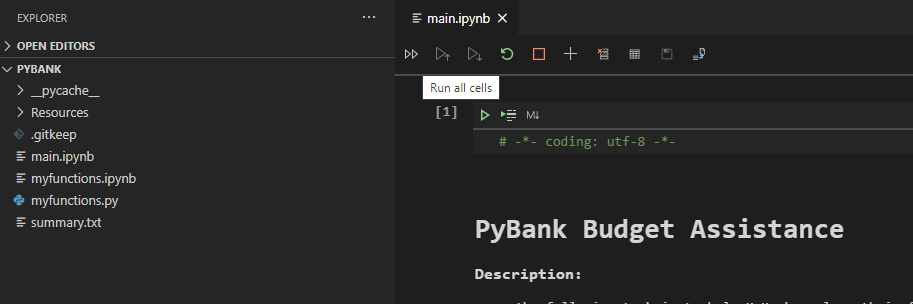 EXPLORER
main.ipynb
OPEN EDITORS
PYBANK
__pycache__
Resources
.gitkeep
main.ipynb
myfunctions.ipynb
myfunctions.py
summary.txt
Run all cells
[1]
M↓
# -*- coding: utf-8 -*-
PyBank Budget Assistance
Description: